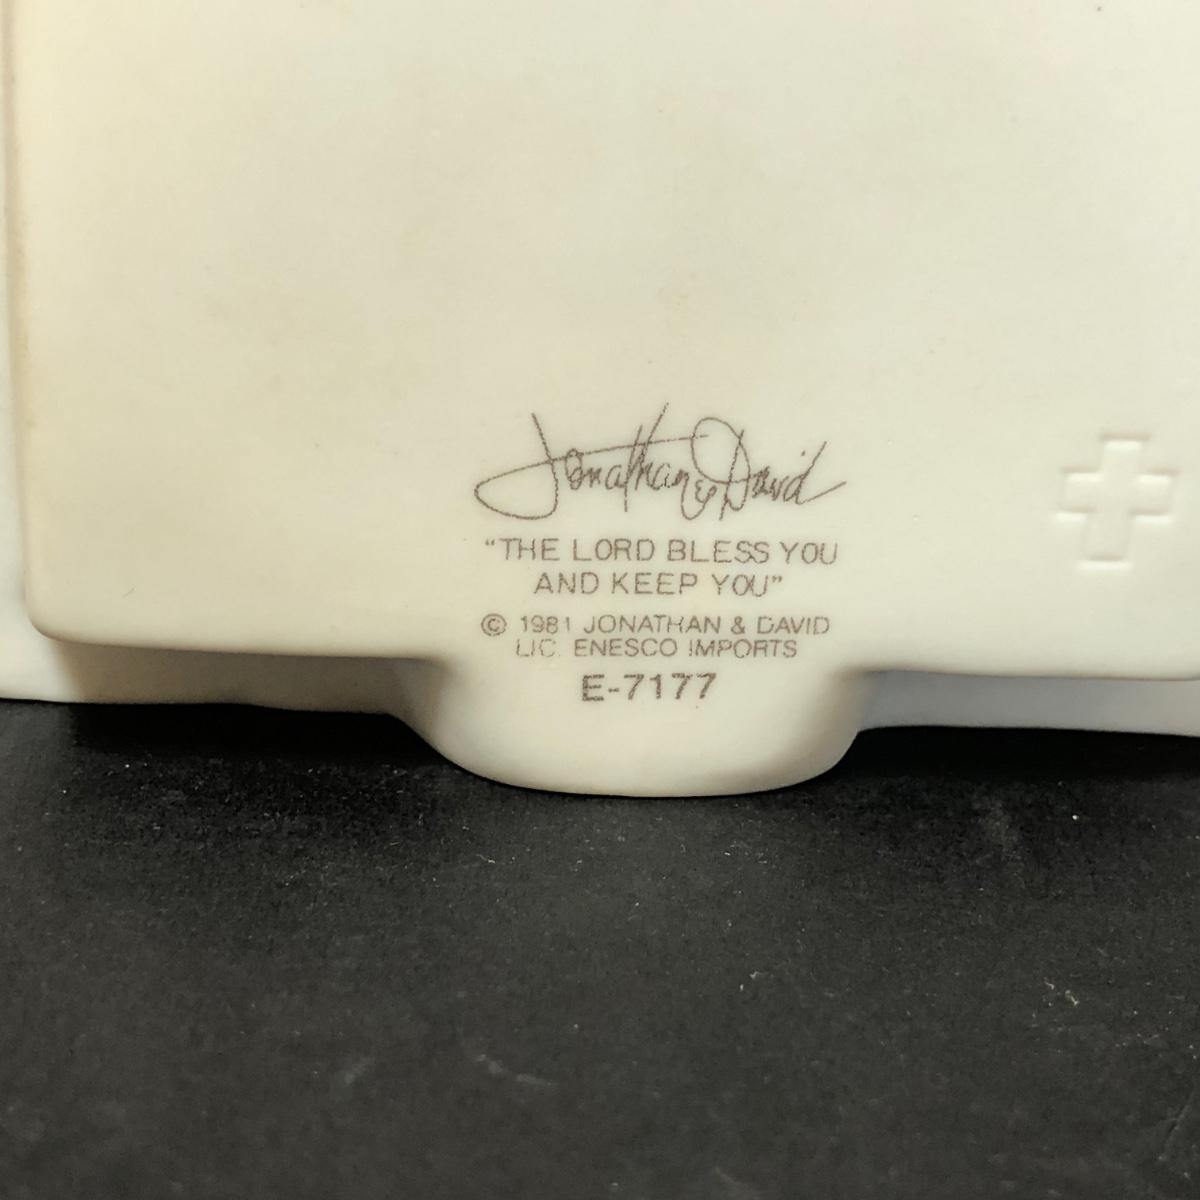 Jonathan & David
“THE LORD BLESS YOU
AND KEEP YOU”
© 1981 JONATHAN & DAVID
LIC. ENESCO IMPORTS
E-7177